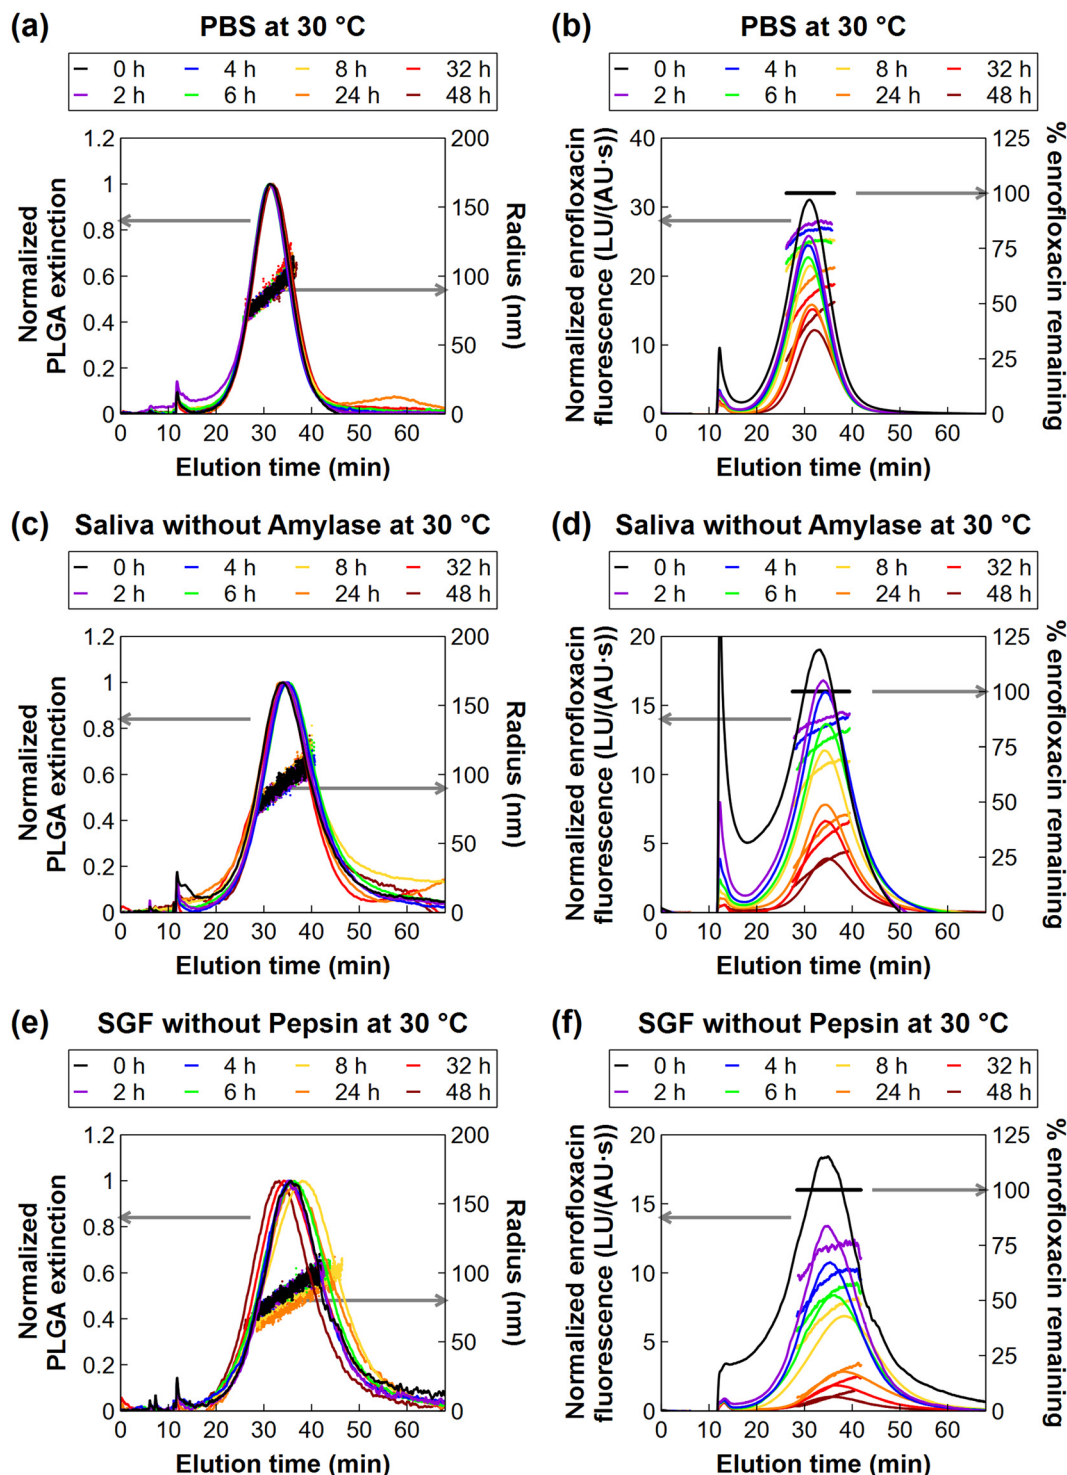 (a) PBS at 30 °C
0 h 4 h 8 h 32 h
2 h 6 h 24 h 48 h
Normalized
PLGA extinction
1.2
1
0.8
0.6
0.4
0.2
0
200
150
100
50
0
Radius (nm)
0 10 20 30 40 50 60
Elution time (min)
(b) PBS at 30 °C
0 h 4 h 8 h 32 h
2 h 6 h 24 h 48 h
Normalized enrofloxacin
fluorescence (LU/(AU·s))
40
30
20
10
0
125
100
75
50
25
0
% enrofloxacin remaining
0 10 20 30 40 50 60
Elution time (min)
(c) Saliva without Amylase at 30 °C
0 h 4 h 8 h 32 h
2 h 6 h 24 h 48 h
Normalized
PLGA extinction
1.2
1
0.8
0.6
0.4
0.2
0
200
150
100
50
0
Radius (nm)
0 10 20 30 40 50 60
Elution time (min)
(d) Saliva without Amylase at 30 °C
0 h 4 h 8 h 32 h
2 h 6 h 24 h 48 h
Normalized enrofloxacin
fluorescence (LU/(AU·s))
20
15
10
5
0
125
100
75
50
25
0
% enrofloxacin remaining
0 10 20 30 40 50 60
Elution time (min)
(e) SGF without Pepsin at 30 °C
0 h 4 h 8 h 32 h
2 h 6 h 24 h 48 h
Normalized
PLGA extinction
1.2
1
0.8
0.6
0.4
0.2
0
200
150
100
50
0
Radius (nm)
0 10 20 30 40 50 60
Elution time (min)
(f) SGF without Pepsin at 30 °C
0 h 4 h 8 h 32 h
2 h 6 h 24 h 48 h
Normalized enrofloxacin
fluorescence (LU/(AU·s))
20
15
10
5
0
125
100
75
50
25
0
% enrofloxacin remaining
0 10 20 30 40 50 60
Elution time (min)